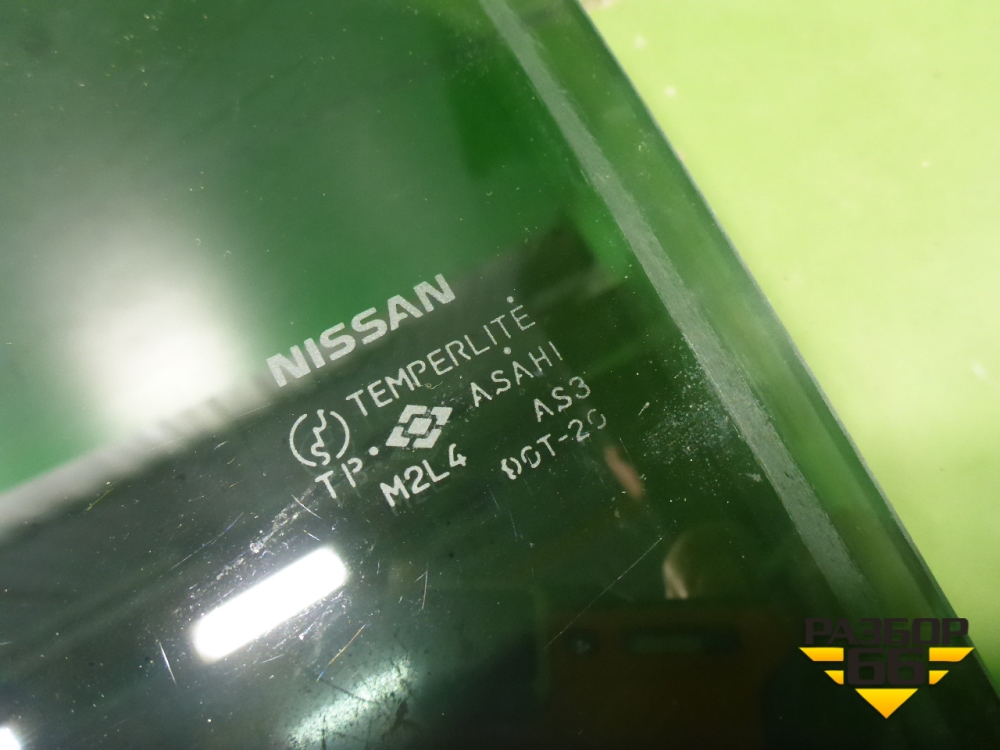 NISSAN
TEMPERLITE
TP ASAHI
M2L4 AS3
DOT-20
РАЗБОР
66